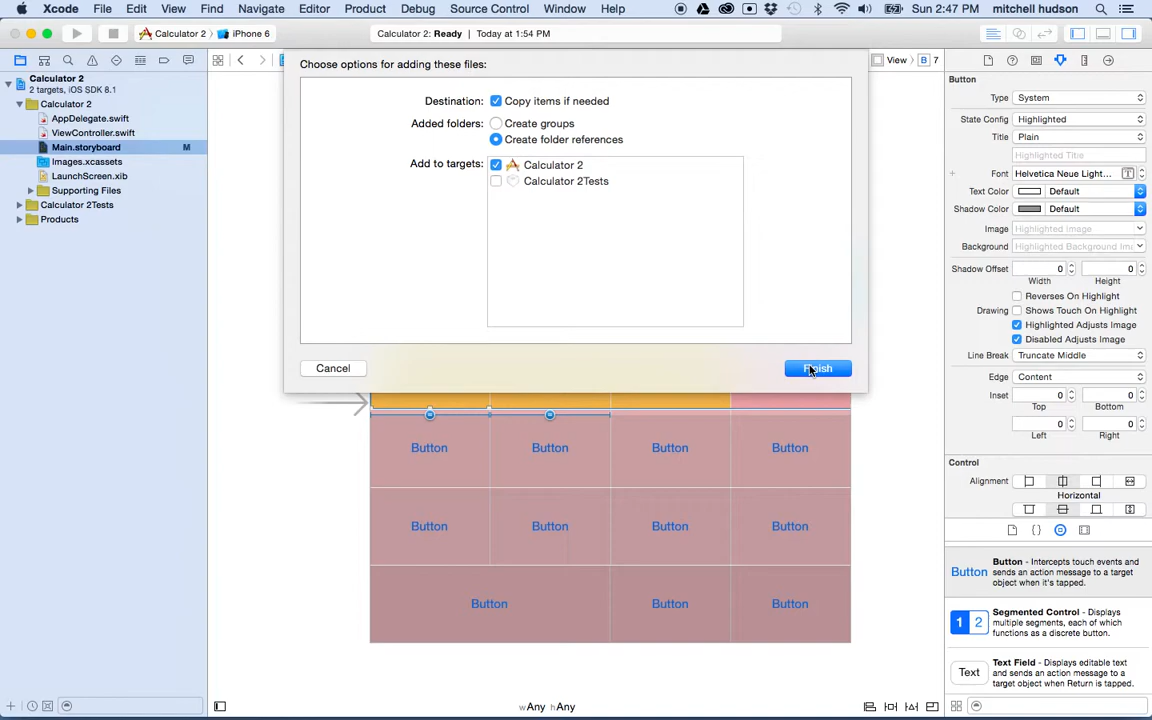 Xcode File Edit View Find Navigate Editor Product Debug Source Control Window Help Sun 2:47 PM mitchell hudson
Calculator 2 iPhone 6 Calculator 2: Ready Today at 1:54 PM
View B 7
Choose options for adding these files:
Destination: Copy items if needed
Added folders: Create groups
Create folder references
Add to targets: Calculator 2
Calculator 2Tests
Cancel Finish
Calculator 2
2 targets, iOS SDK 8.1
Calculator 2
AppDelegate.swift
ViewController.swift
Main.storyboard M
Images.xcassets
LaunchScreen.xib
Supporting Files
Calculator 2Tests
Products
Button Button Button Button
Button Button Button Button
Button Button Button
wAny hAny
Button
Type System
State Config Highlighted
Title Plain
Highlighted Title
Font Helvetica Neue Light...
Text Color Default
Shadow Color Default
Image Highlighted Image
Background Highlighted Background Ima
Shadow Offset 0 0
Width Height
Reverses On Highlight
Drawing Shows Touch On Highlight
Highlighted Adjusts Image
Disabled Adjusts Image
Line Break Truncate Middle
Edge Content
Inset 0 0
Top Bottom
0 0
Left Right
Control
Alignment
Horizontal
Button Button - Intercepts touch events and
sends an action message to a target
object when it's tapped.
1 2 Segmented Control - Displays
multiple segments, each of which
functions as a discrete button.
Text Text Field - Displays editable text
and sends an action message to a
target object when Return is tapped.